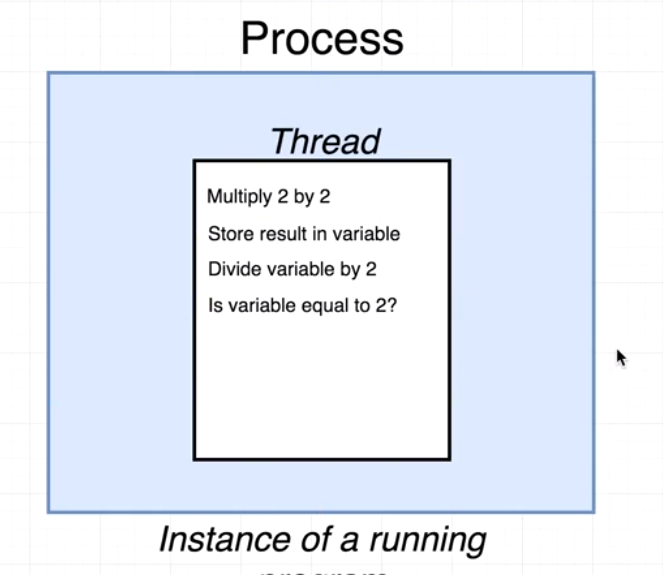 Process
Thread
Multiply 2 by 2
Store result in variable
Divide variable by 2
Is variable equal to 2?
Instance of a running